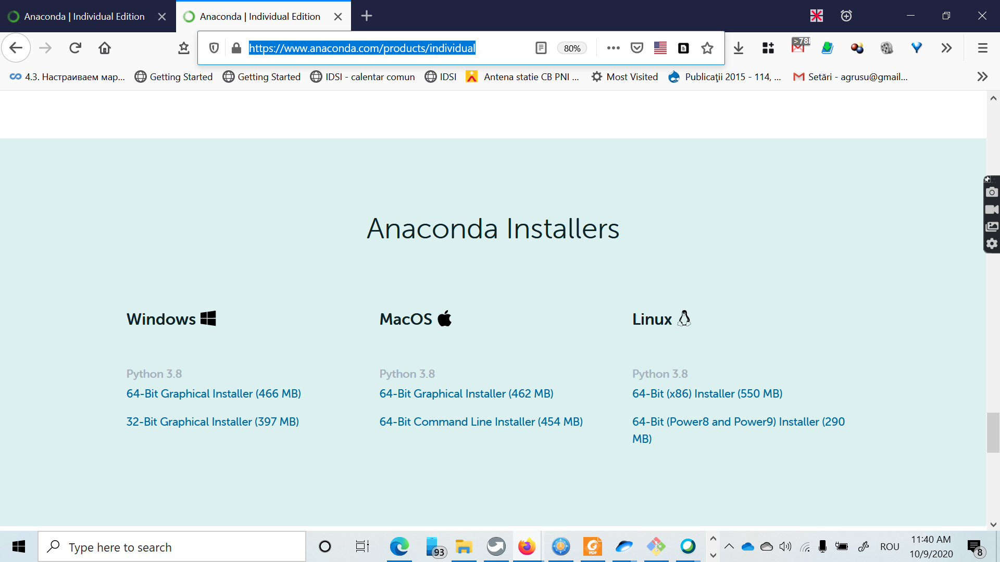 Anaconda | Individual Edition
Anaconda | Individual Edition
https://www.anaconda.com/products/individual
80%
>78
4.3. Настраиваем мар...
Getting Started
Getting Started
IDSI - calentar comun
IDSI
Antena statie CB PNI ...
Most Visited
Publicaţii 2015 - 114, ...
Setări - agrusu@gmail...
Anaconda Installers
Windows
MacOS
Linux
Python 3.8
Python 3.8
Python 3.8
64-Bit Graphical Installer (466 MB)
64-Bit Graphical Installer (462 MB)
64-Bit (x86) Installer (550 MB)
32-Bit Graphical Installer (397 MB)
64-Bit Command Line Installer (454 MB)
64-Bit (Power8 and Power9) Installer (290
MB)
Type here to search
93
PDF
ROU
11:40 AM
10/9/2020
8